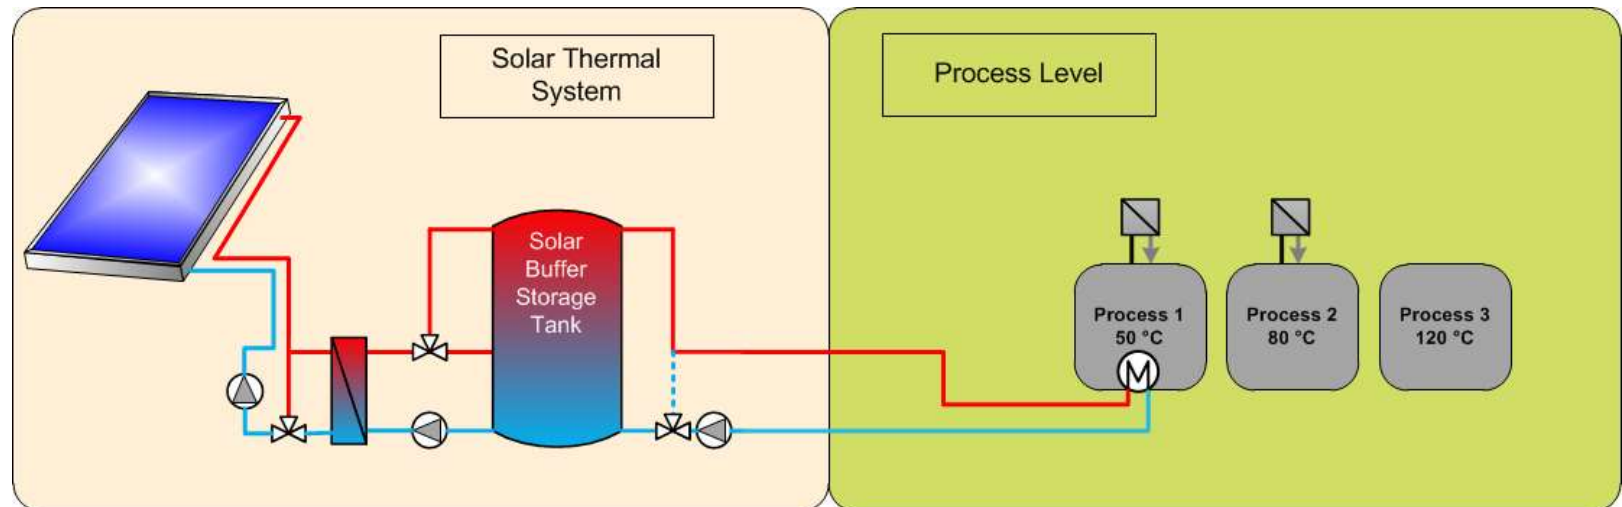 Solar Thermal
System
Process Level
Solar
Buffer
Storage
Tank
Process 1
50 °C
Process 2
80 °C
Process 3
120 °C